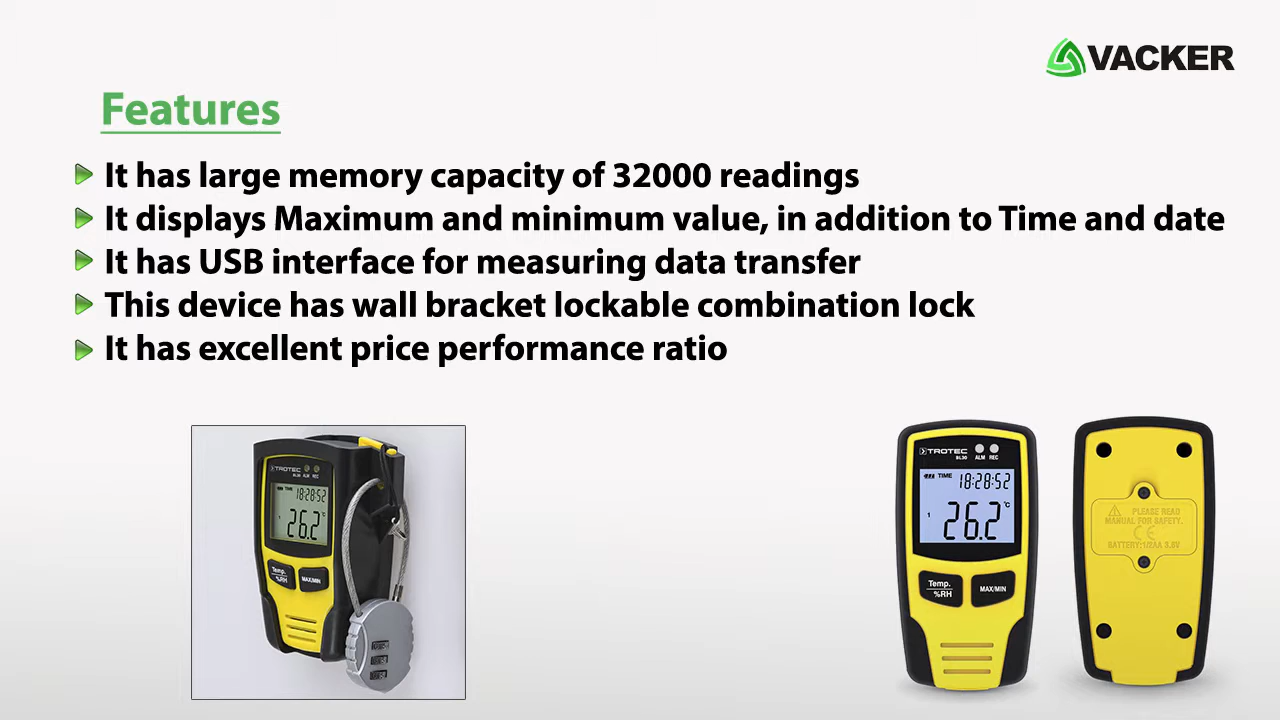 VACKER
Features
It has large memory capacity of 32000 readings
It displays Maximum and minimum value, in addition to Time and date
It has USB interface for measuring data transfer
This device has wall bracket lockable combination lock
It has excellent price performance ratio
TROTEC
BL30 ALM REC
TIME
18:28:52
1 26.2 °C
Temp. %RH
MAX/MIN
TROTEC
BL30 ALM REC
TIME
18:28:52
1 26.2 °C
Temp. %RH
MAX/MIN
PLEASE READ
MANUAL FOR SAFETY.
CE
BATTERY:1/2AA 3.6V